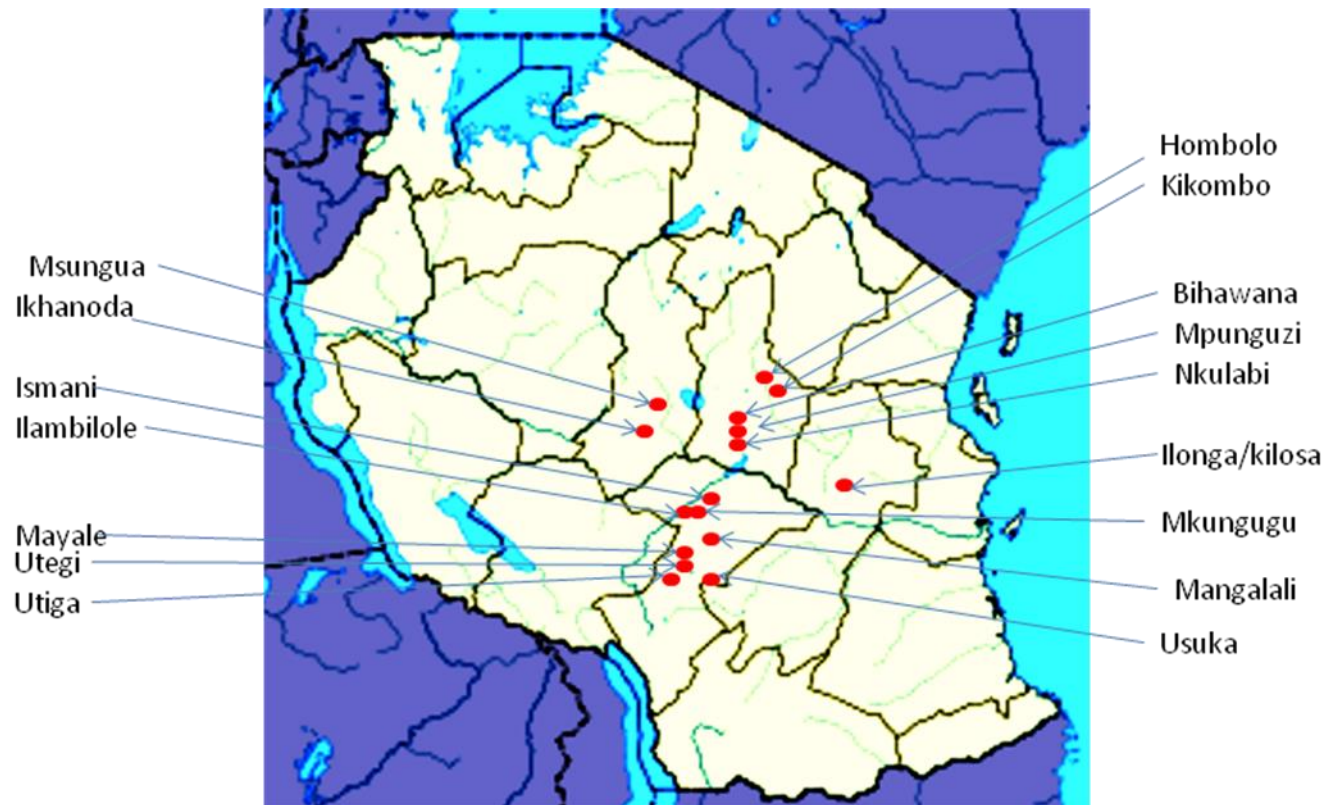 Msungua
Ikhanoda
Ismani
Ilambilole
Mayale
Utegi
Utiga
Hombolo
Kikombo
Bihawana
Mpunguzi
Nkulabi
Ilonga/kilosa
Mkungugu
Mangalali
Usuka